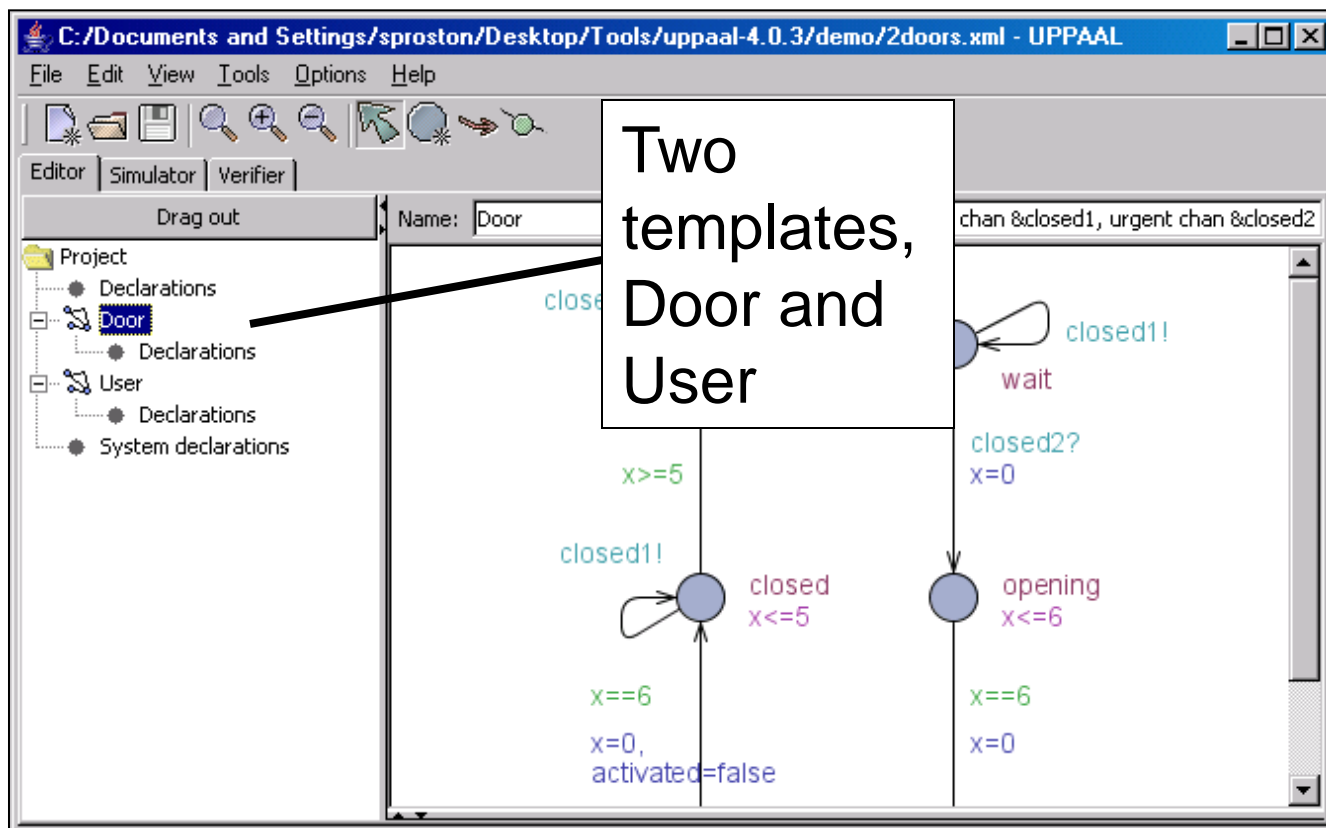 C:/Documents and Settings/sproston/Desktop/Tools/uppaal-4.0.3/demo/2doors.xml - UPPAAL
File Edit View Tools Options Help
Editor Simulator Verifier
Drag out
Name: Door
chan &closed1, urgent chan &closed2
Project
Declarations
Door
Declarations
User
Declarations
System declarations
Two
templates,
Door and
User
closed1!
wait
closed2?
x=0
x>=5
closed1!
closed
x<=5
opening
x<=6
x==6
x=0,
activated=false
x==6
x=0